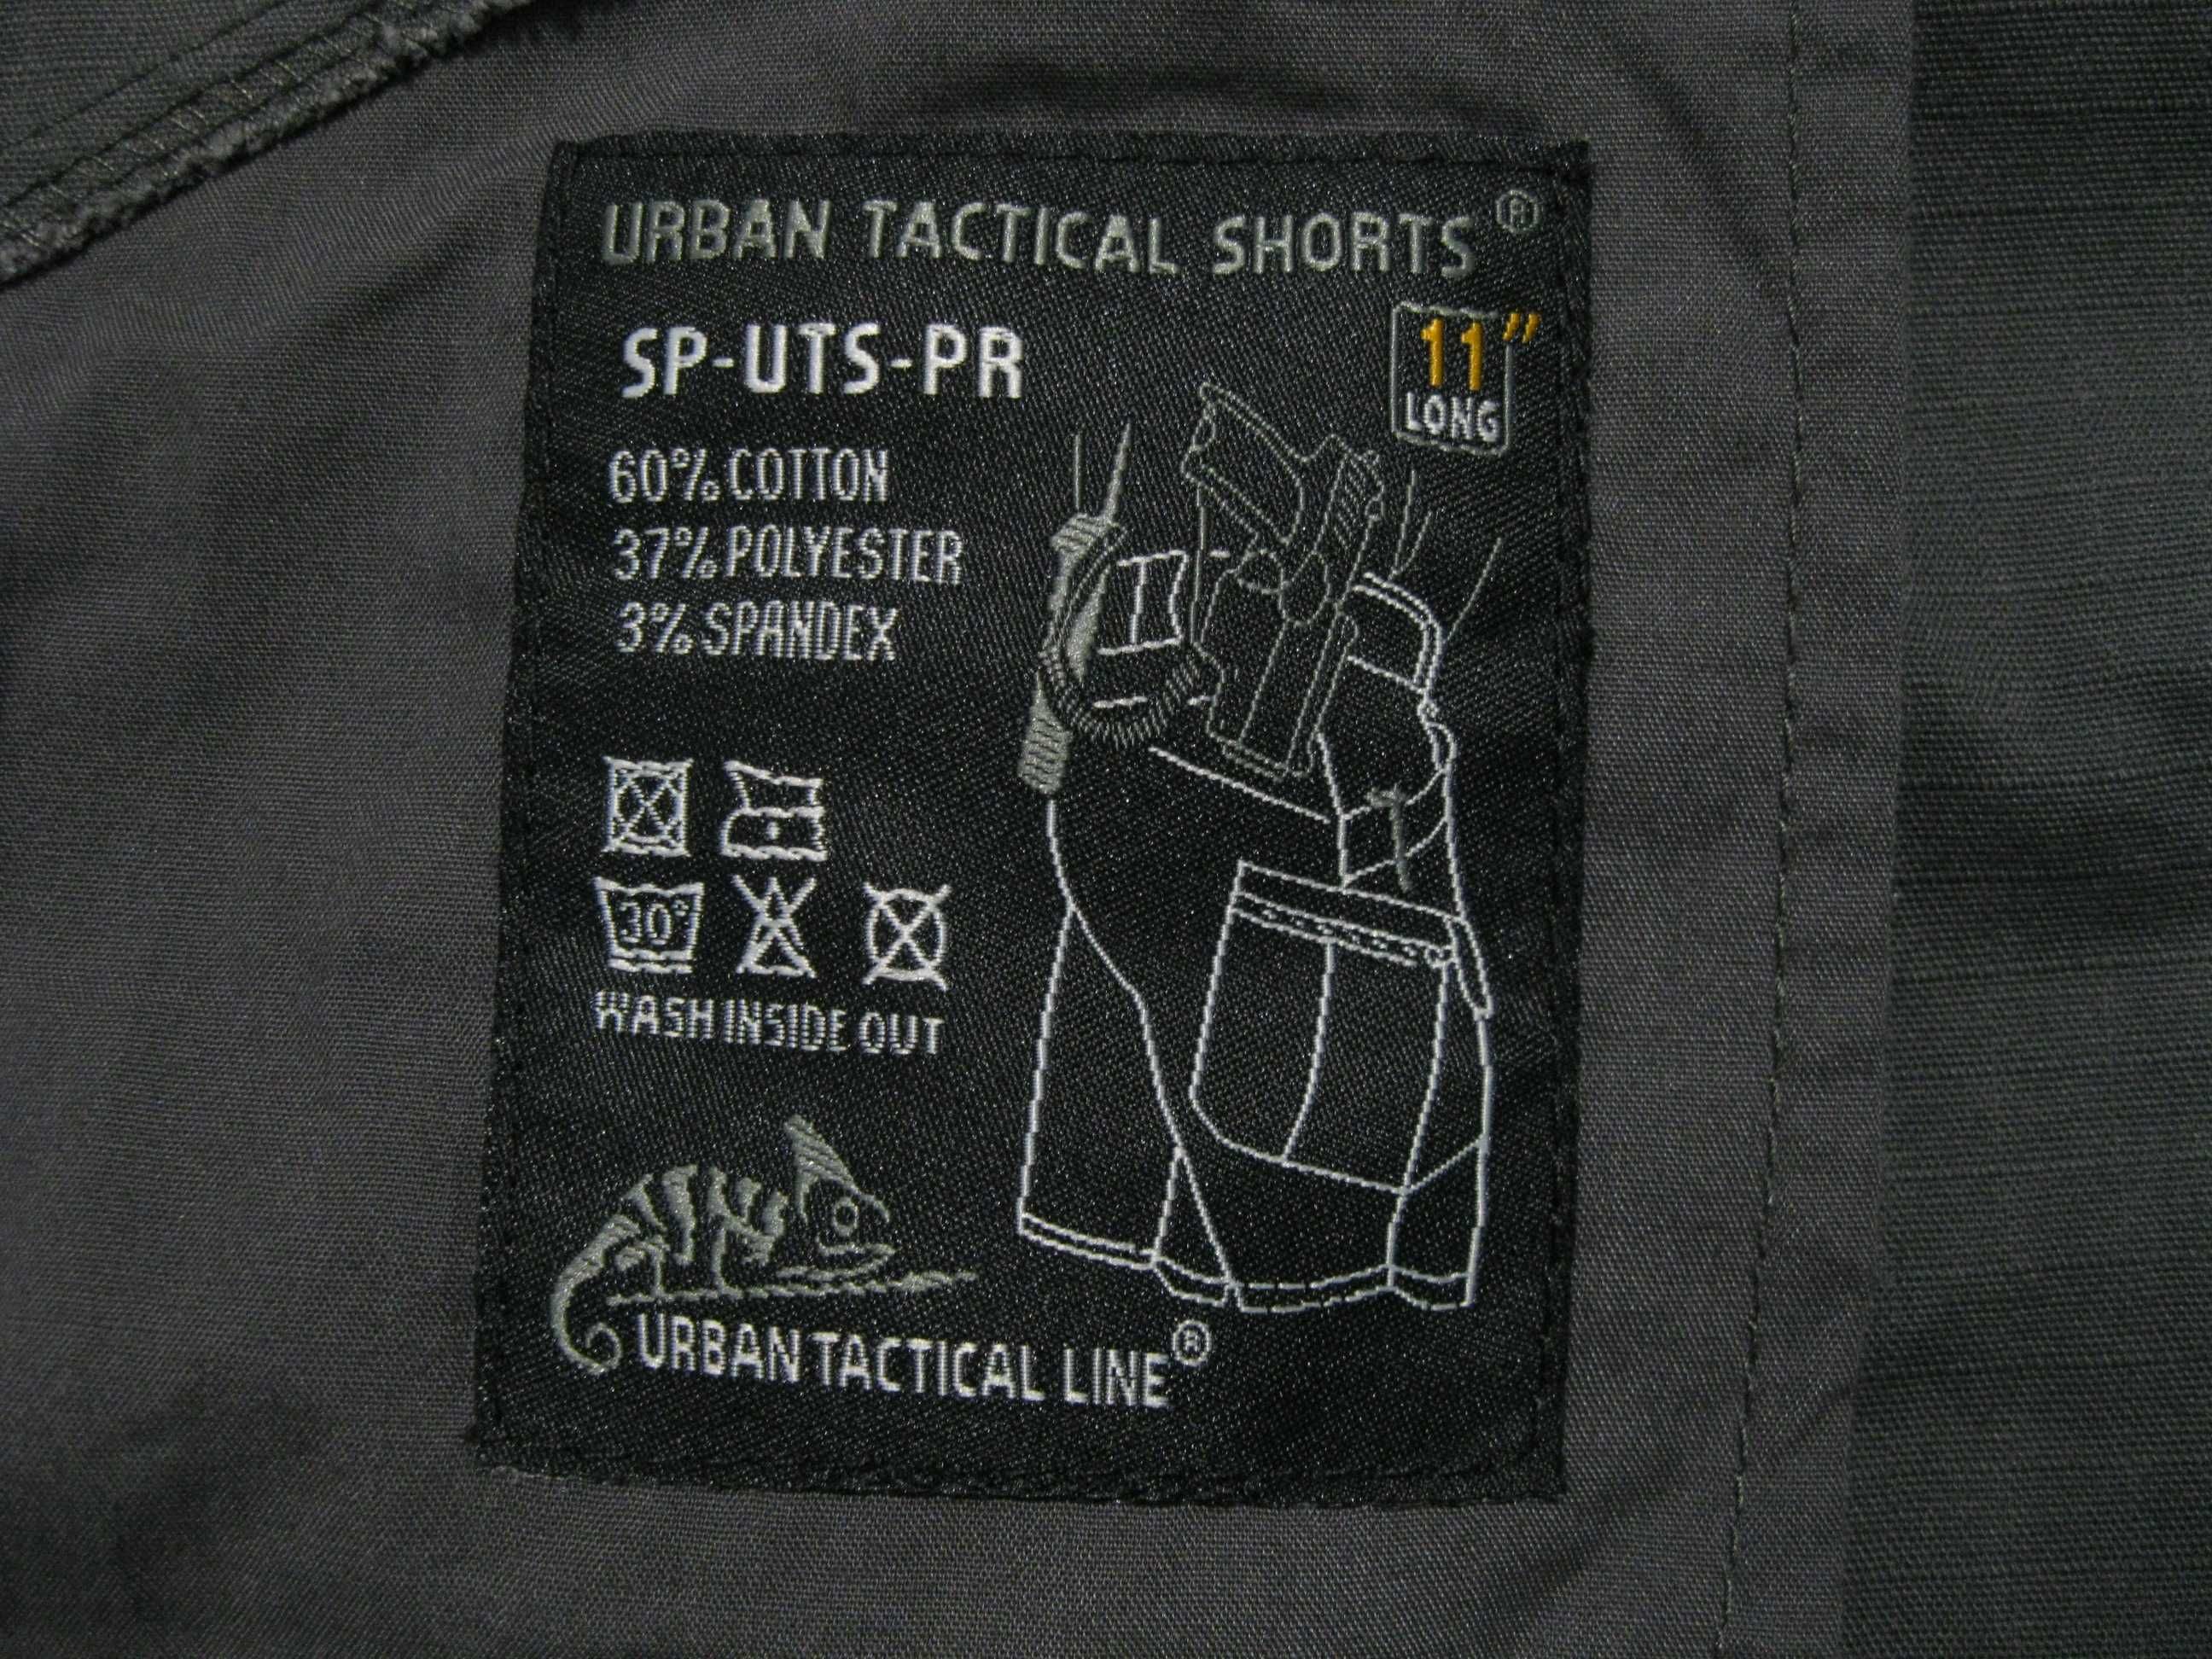 URBAN TACTICAL SHORTS ®
SP-UTS-PR
11"
LONG
60% COTTON
37% POLYESTER
3% SPANDEX
30°
WASH INSIDE OUT
URBAN TACTICAL LINE ®